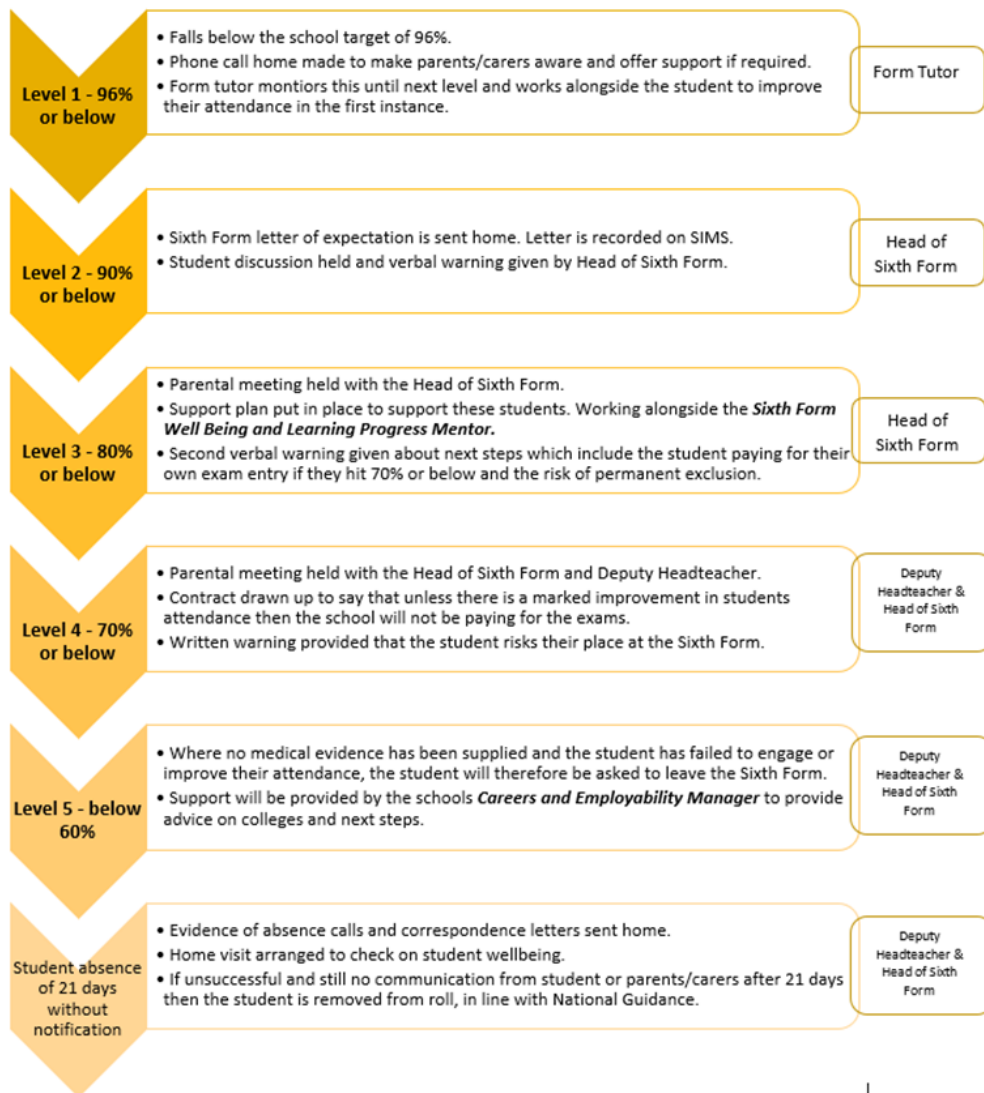 Level 1 - 96%
or below
• Falls below the school target of 96%.
• Phone call home made to make parents/carers aware and offer support if required.
• Form tutor montiors this until next level and works alongside the student to improve
their attendance in the first instance.
Form Tutor
Level 2 - 90%
or below
• Sixth Form letter of expectation is sent home. Letter is recorded on SIMS.
• Student discussion held and verbal warning given by Head of Sixth Form.
Head of
Sixth Form
Level 3 - 80%
or below
• Parental meeting held with the Head of Sixth Form.
• Support plan put in place to support these students. Working alongside the Sixth Form
Well Being and Learning Progress Mentor.
• Second verbal warning given about next steps which include the student paying for their
own exam entry if they hit 70% or below and the risk of permanent exclusion.
Head of
Sixth Form
Level 4 - 70%
or below
• Parental meeting held with the Head of Sixth Form and Deputy Headteacher.
• Contract drawn up to say that unless there is a marked improvement in students
attendance then the school will not be paying for the exams.
• Written warning provided that the student risks their place at the Sixth Form.
Deputy
Headteacher &
Head of Sixth
Form
Level 5 - below
60%
• Where no medical evidence has been supplied and the student has failed to engage or
improve their attendance, the student will therefore be asked to leave the Sixth Form.
• Support will be provided by the schools Careers and Employability Manager to provide
advice on colleges and next steps.
Deputy
Headteacher &
Head of Sixth
Form
Student absence
of 21 days
without
notification
• Evidence of absence calls and correspondence letters sent home.
• Home visit arranged to check on student wellbeing.
• If unsuccessful and still no communication from student or parents/carers after 21 days
then the student is removed from roll, in line with National Guidance.
Deputy
Headteacher &
Head of Sixth
Form